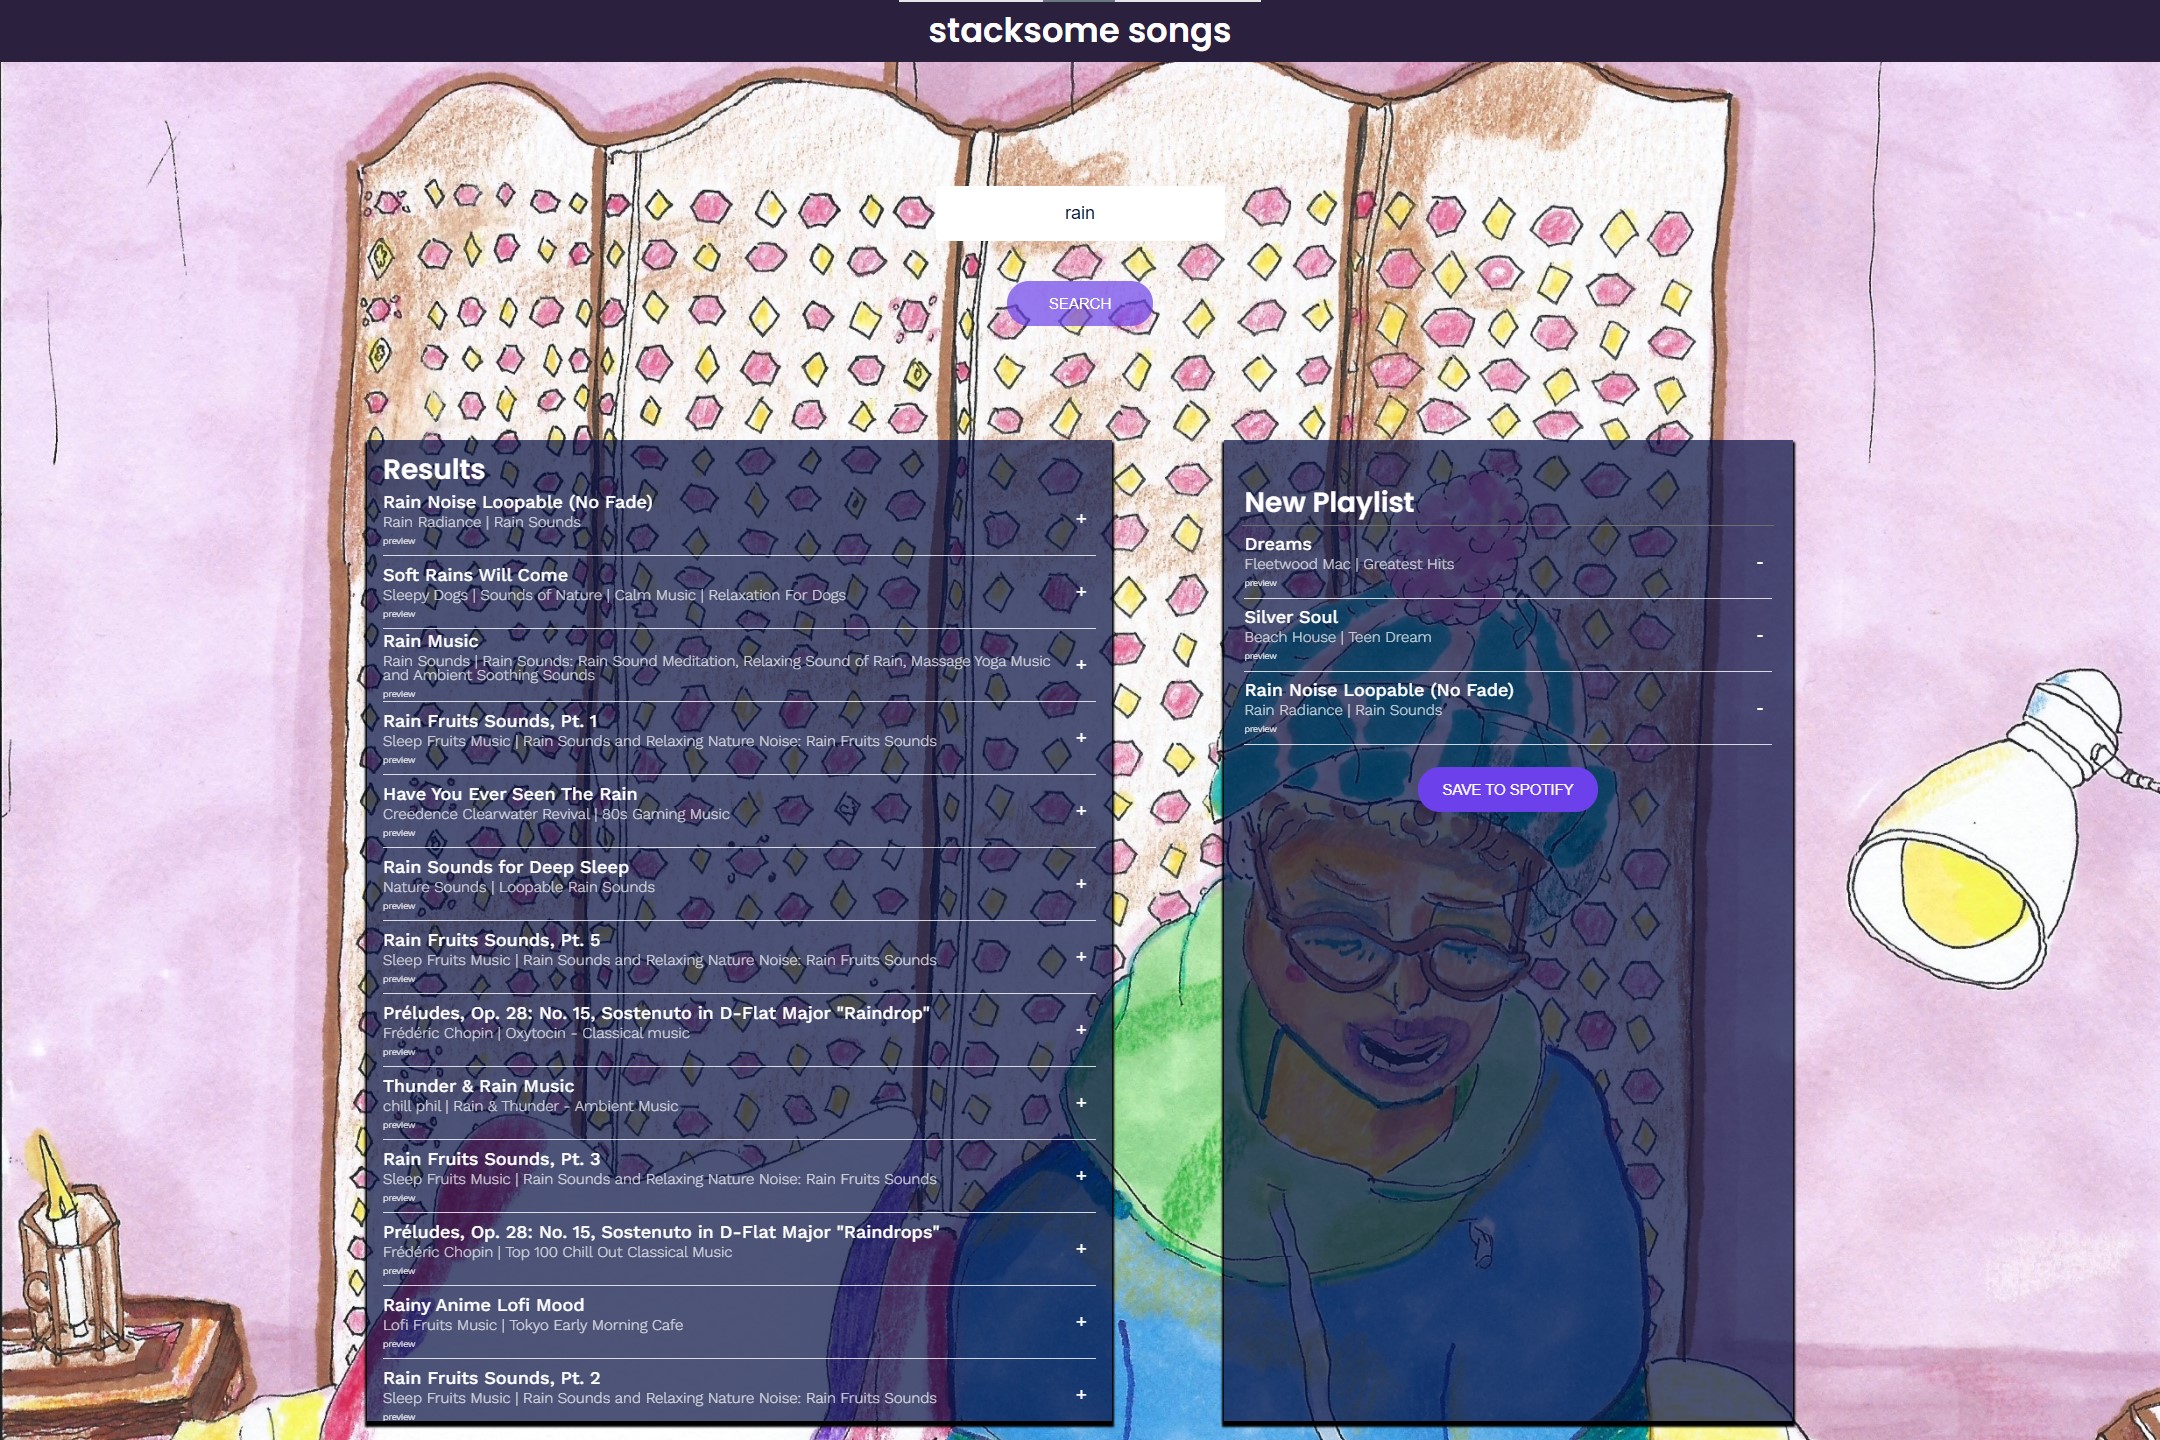 stacksome songs
rain
SEARCH
Results
Rain Noise Loopable (No Fade)
Rain Radiance | Rain Sounds
preview
+
Soft Rains Will Come
Sleepy Dogs | Sounds of Nature | Calm Music | Relaxation For Dogs
preview
+
Rain Music
Rain Sounds | Rain Sounds: Rain Sound Meditation, Relaxing Sound of Rain, Massage Yoga Music
and Ambient Soothing Sounds
preview
+
Rain Fruits Sounds, Pt. 1
Sleep Fruits Music | Rain Sounds and Relaxing Nature Noise: Rain Fruits Sounds
preview
+
Have You Ever Seen The Rain
Creedence Clearwater Revival | 80s Gaming Music
preview
+
Rain Sounds for Deep Sleep
Nature Sounds | Loopable Rain Sounds
preview
+
Rain Fruits Sounds, Pt. 5
Sleep Fruits Music | Rain Sounds and Relaxing Nature Noise: Rain Fruits Sounds
preview
+
Préludes, Op. 28: No. 15, Sostenuto in D-Flat Major "Raindrop"
Frédéric Chopin | Oxytocin - Classical music
preview
+
Thunder & Rain Music
chill phil | Rain & Thunder - Ambient Music
preview
+
Rain Fruits Sounds, Pt. 3
Sleep Fruits Music | Rain Sounds and Relaxing Nature Noise: Rain Fruits Sounds
preview
+
Préludes, Op. 28: No. 15, Sostenuto in D-Flat Major "Raindrops"
Frédéric Chopin | Top 100 Chill Out Classical Music
preview
+
Rainy Anime Lofi Mood
Lofi Fruits Music | Tokyo Early Morning Cafe
preview
+
Rain Fruits Sounds, Pt. 2
Sleep Fruits Music | Rain Sounds and Relaxing Nature Noise: Rain Fruits Sounds
preview
+
New Playlist
Dreams
Fleetwood Mac | Greatest Hits
preview
-
Silver Soul
Beach House | Teen Dream
preview
-
Rain Noise Loopable (No Fade)
Rain Radiance | Rain Sounds
preview
-
SAVE TO SPOTIFY